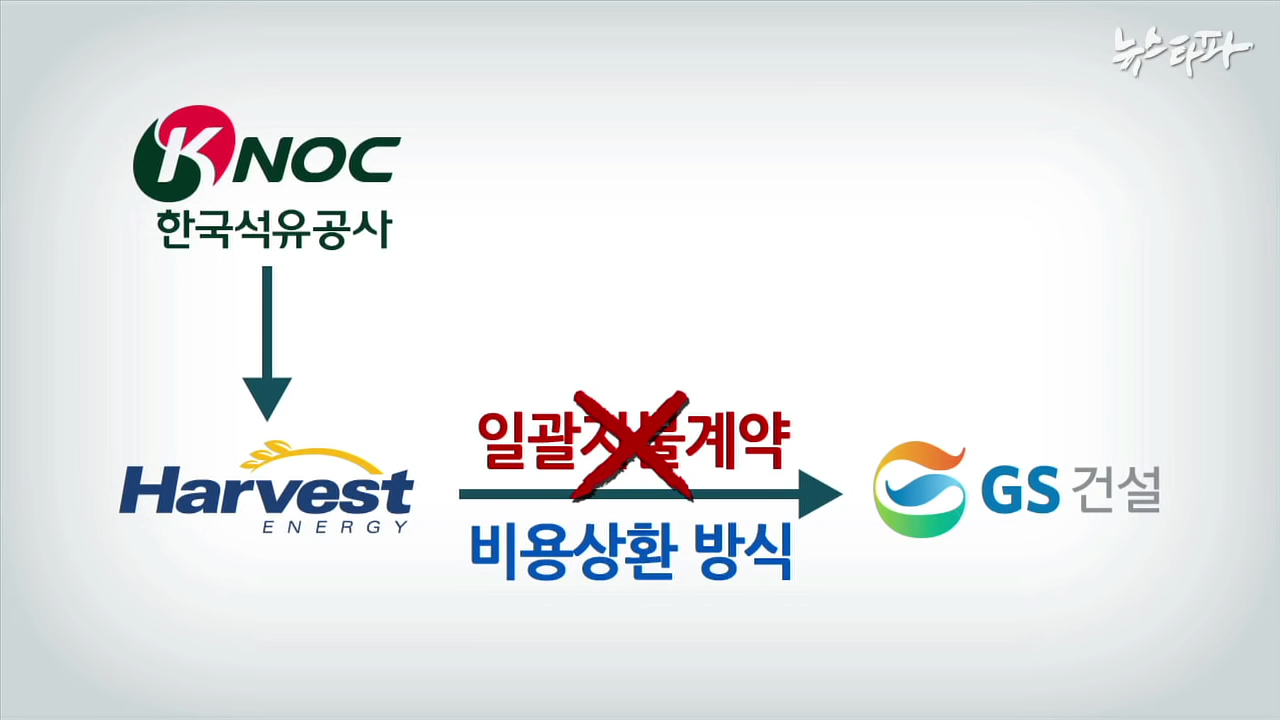 뉴스타파
KNOC
한국석유공사
일괄지불계약
Harvest
ENERGY
GS 건설
비용상환 방식